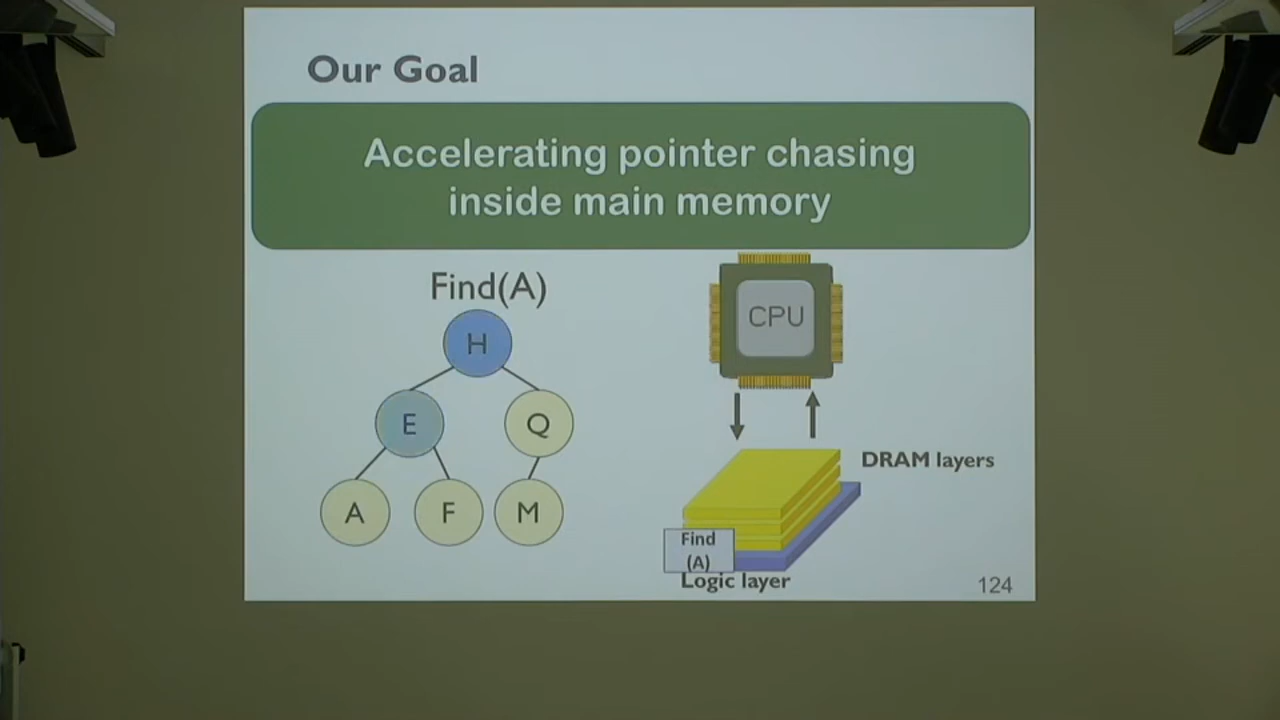 Our Goal
Accelerating pointer chasing
inside main memory
Find(A)
H
E
Q
A
F
M
CPU
DRAM layers
Find
(A)
Logic layer
124